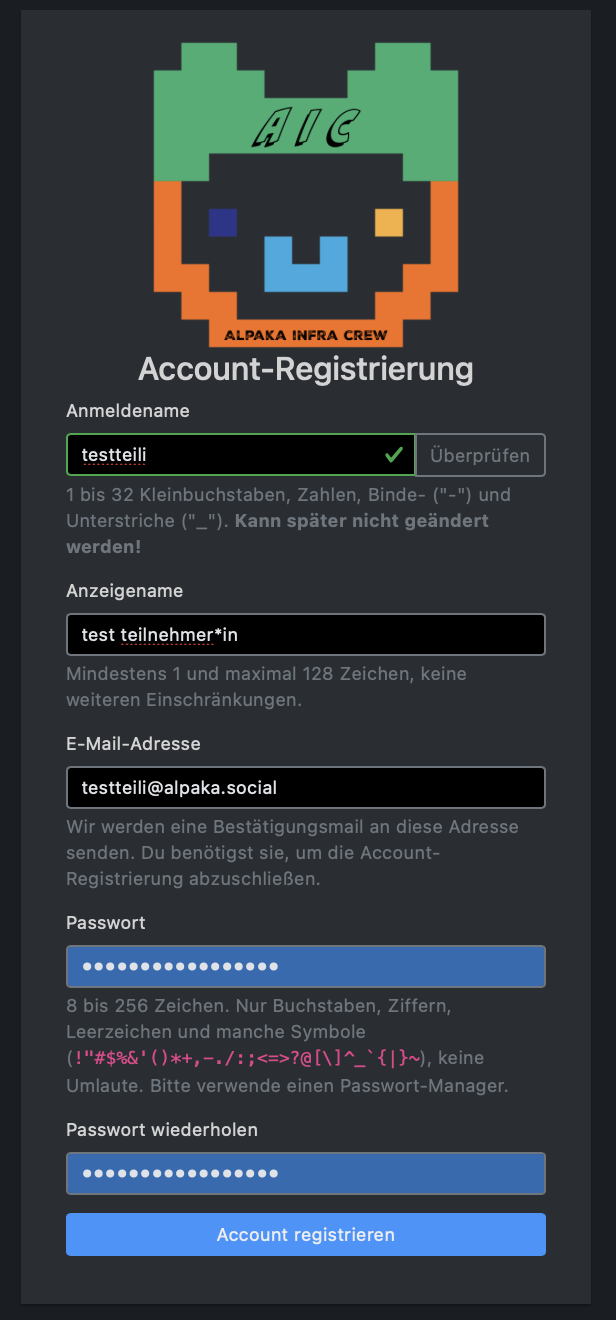 AIC
ALPAKA INFRA CREW
Account-Registrierung
Anmeldename
testteili
Überprüfen
1 bis 32 Kleinbuchstaben, Zahlen, Binde- ("-") und
Unterstriche ("_"). Kann später nicht geändert
werden!
Anzeigename
test teilnehmer*in
Mindestens 1 und maximal 128 Zeichen, keine
weiteren Einschränkungen.
E-Mail-Adresse
testteili@alpaka.social
Wir werden eine Bestätigungsmail an diese Adresse
senden. Du benötigst sie, um die Account-
Registrierung abzuschließen.
Passwort
•••••••••••••••••
8 bis 256 Zeichen. Nur Buchstaben, Ziffern,
Leerzeichen und manche Symbole
(!"#$%&'()*+,-./:;<=>?@[\]^_`{|}~), keine
Umlaute. Bitte verwende einen Passwort-Manager.
Passwort wiederholen
•••••••••••••••••
Account registrieren